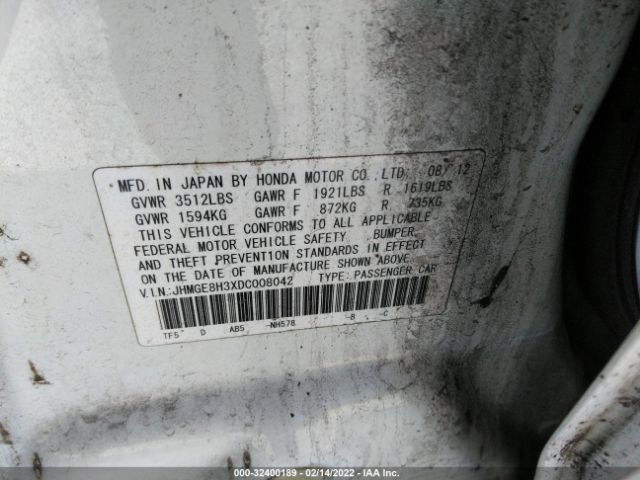 MFD. IN JAPAN BY HONDA MOTOR CO.,LTD. 08/12
GVWR 3512LBS GAWR F 1921LBS R 1619LBS
GVWR 1594KG GAWR F 872KG R 735KG
THIS VEHICLE CONFORMS TO ALL APPLICABLE
FEDERAL MOTOR VEHICLE SAFETY, BUMPER,
AND THEFT PREVENTION STANDARDS IN EFFECT
ON THE DATE OF MANUFACTURE SHOWN ABOVE.
V.I.N.:JHMGE8H3XDC008042 TYPE: PASSENGER CAR
TF5 D AB5 -NH578 -B -C
000-32400189 - 02/14/2022 - IAA Inc.